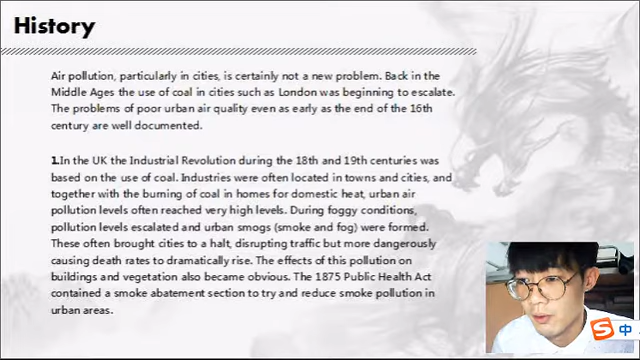 History
Air pollution, particularly in cities, is certainly not a new problem. Back in the
Middle Ages the use of coal in cities such as London was beginning to escalate.
The problems of poor urban air quality even as early as the end of the 16th
century are well documented.
1.In the UK the Industrial Revolution during the 18th and 19th centuries was
based on the use of coal. Industries were often located in towns and cities, and
together with the burning of coal in homes for domestic heat, urban air
pollution levels often reached very high levels. During foggy conditions,
pollution levels escalated and urban smogs (smoke and fog) were formed.
These often brought cities to a halt, disrupting traffic but more dangerously
causing death rates to dramatically rise. The effects of this pollution on
buildings and vegetation also became obvious. The 1875 Public Health Act
contained a smoke abatement section to try and reduce smoke pollution in
urban areas.
S 中